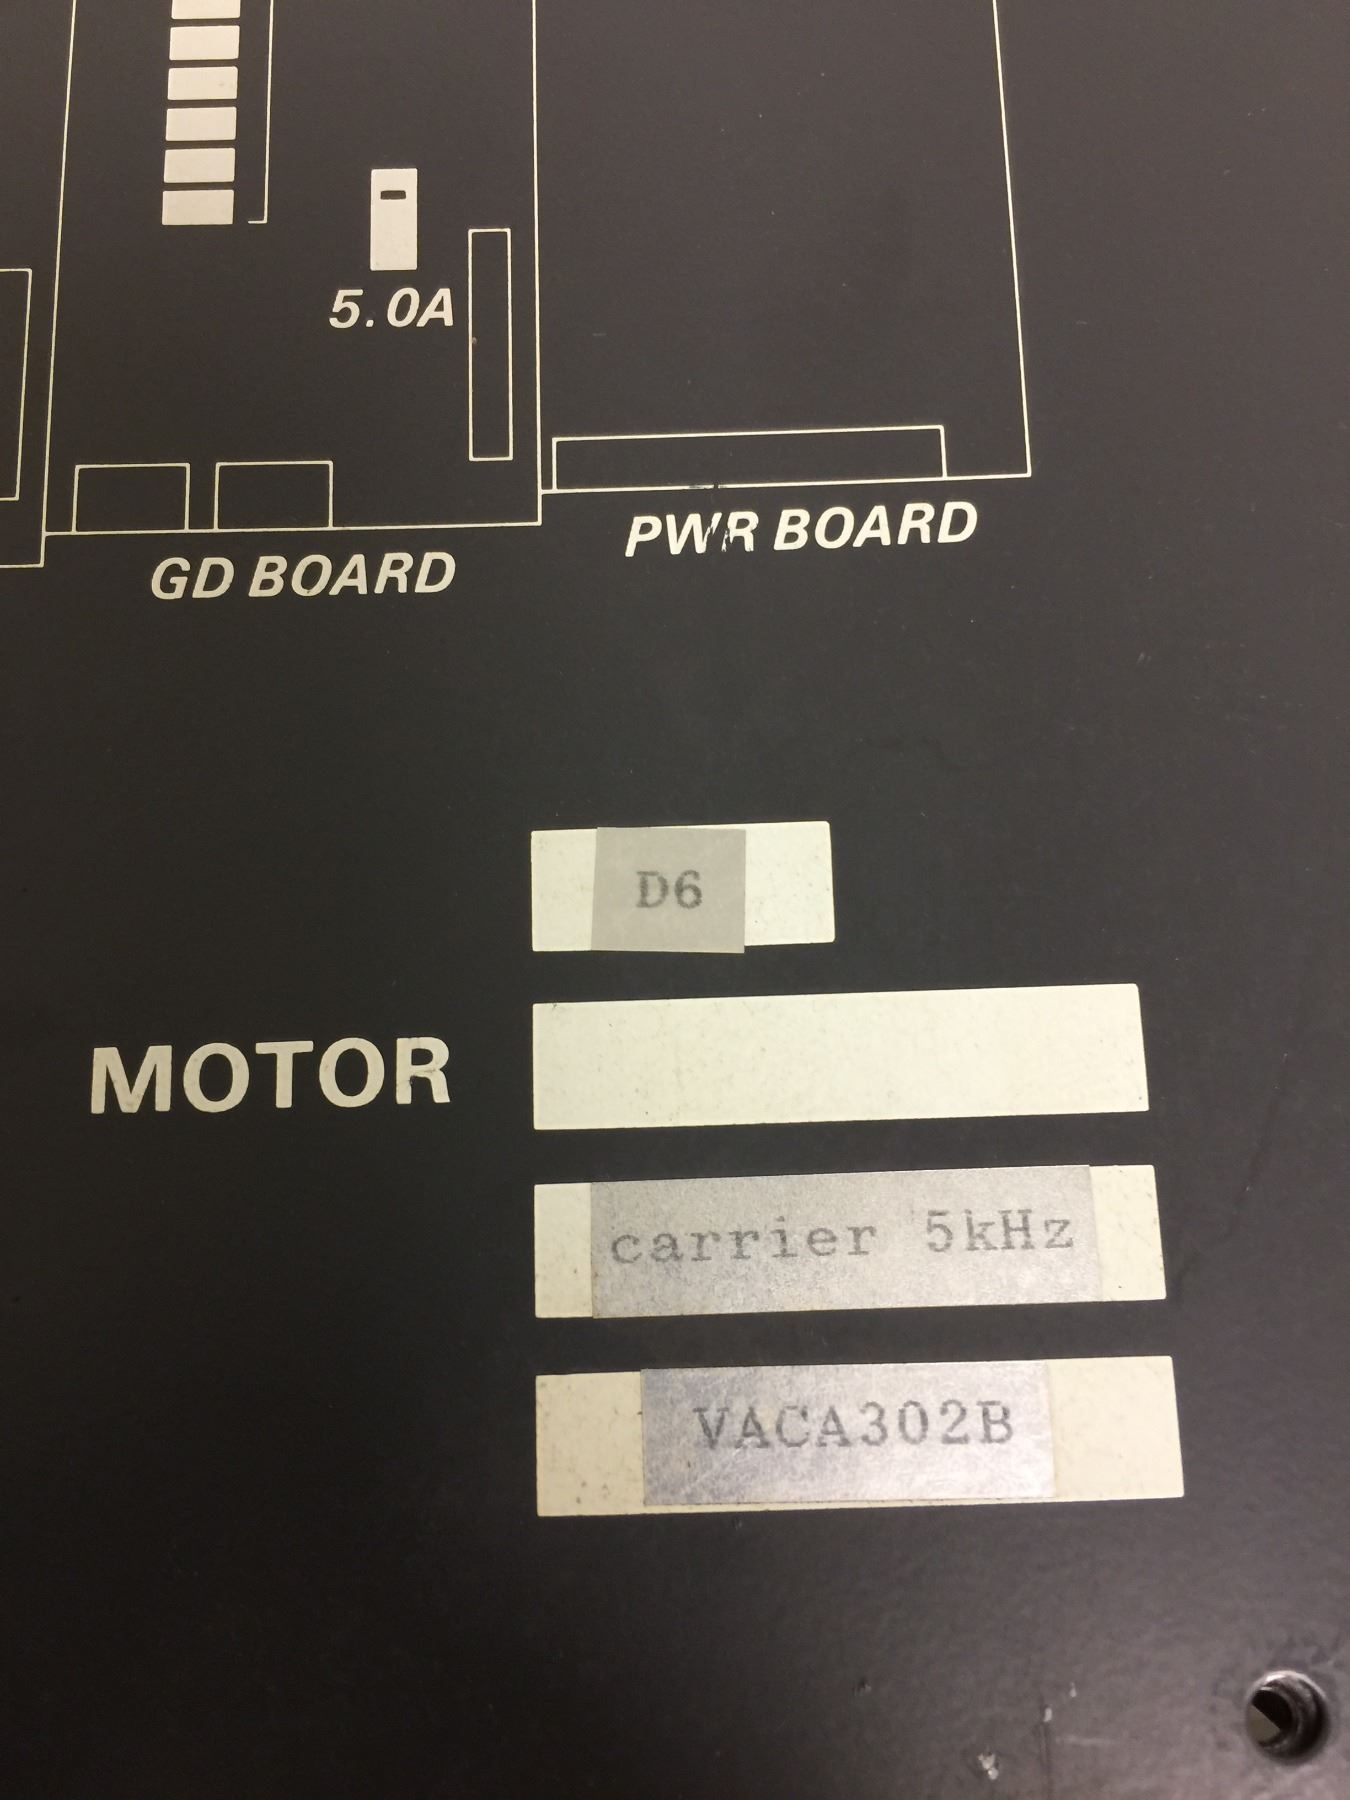 5.0A
PWR BOARD
GD BOARD
D6
MOTOR
carrier 5kHz
VACA302B